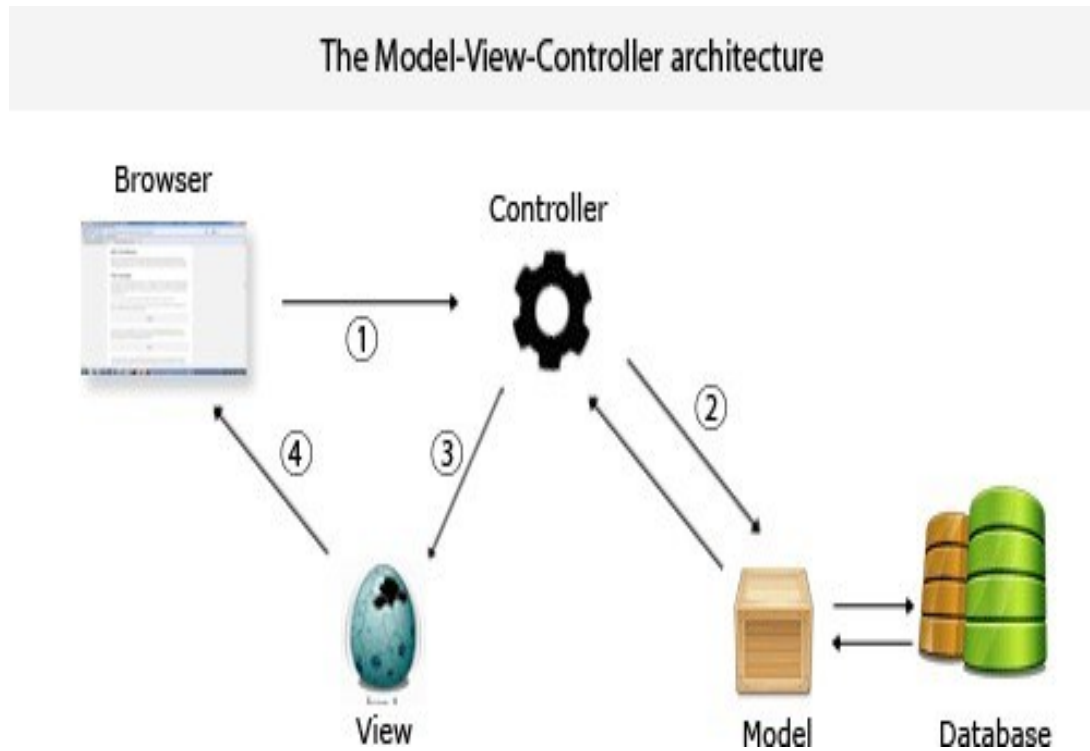 The Model-View-Controller architecture
Browser
Controller
1
2
4
3
View
Model
Database